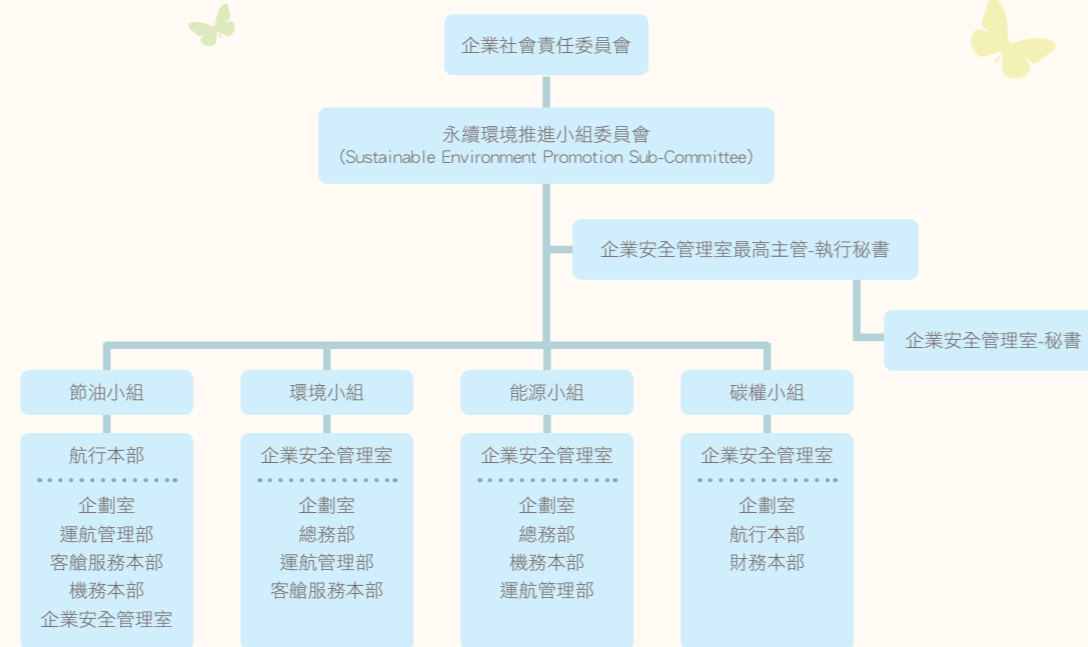 企業社會責任委員會
永續環境推進小組委員會
(Sustainable Environment Promotion Sub-Committee)
企業安全管理室最高主管-執行秘書
企業安全管理室-秘書
節油小組
航行本部
企劃室
運航管理部
客艙服務本部
機務本部
企業安全管理室
環境小組
企業安全管理室
企劃室
總務部
運航管理部
客艙服務本部
能源小組
企業安全管理室
企劃室
總務部
機務本部
運航管理部
碳權小組
企業安全管理室
企劃室
航行本部
財務本部